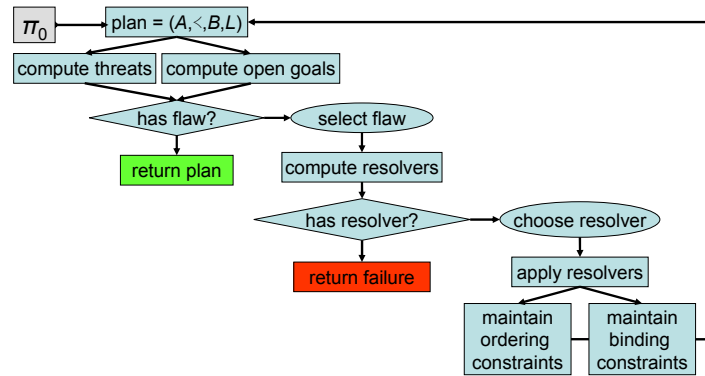 π0
plan = (A,<,B,L)
compute threats
compute open goals
has flaw?
select flaw
return plan
compute resolvers
has resolver?
choose resolver
return failure
apply resolvers
maintain
ordering
constraints
maintain
binding
constraints